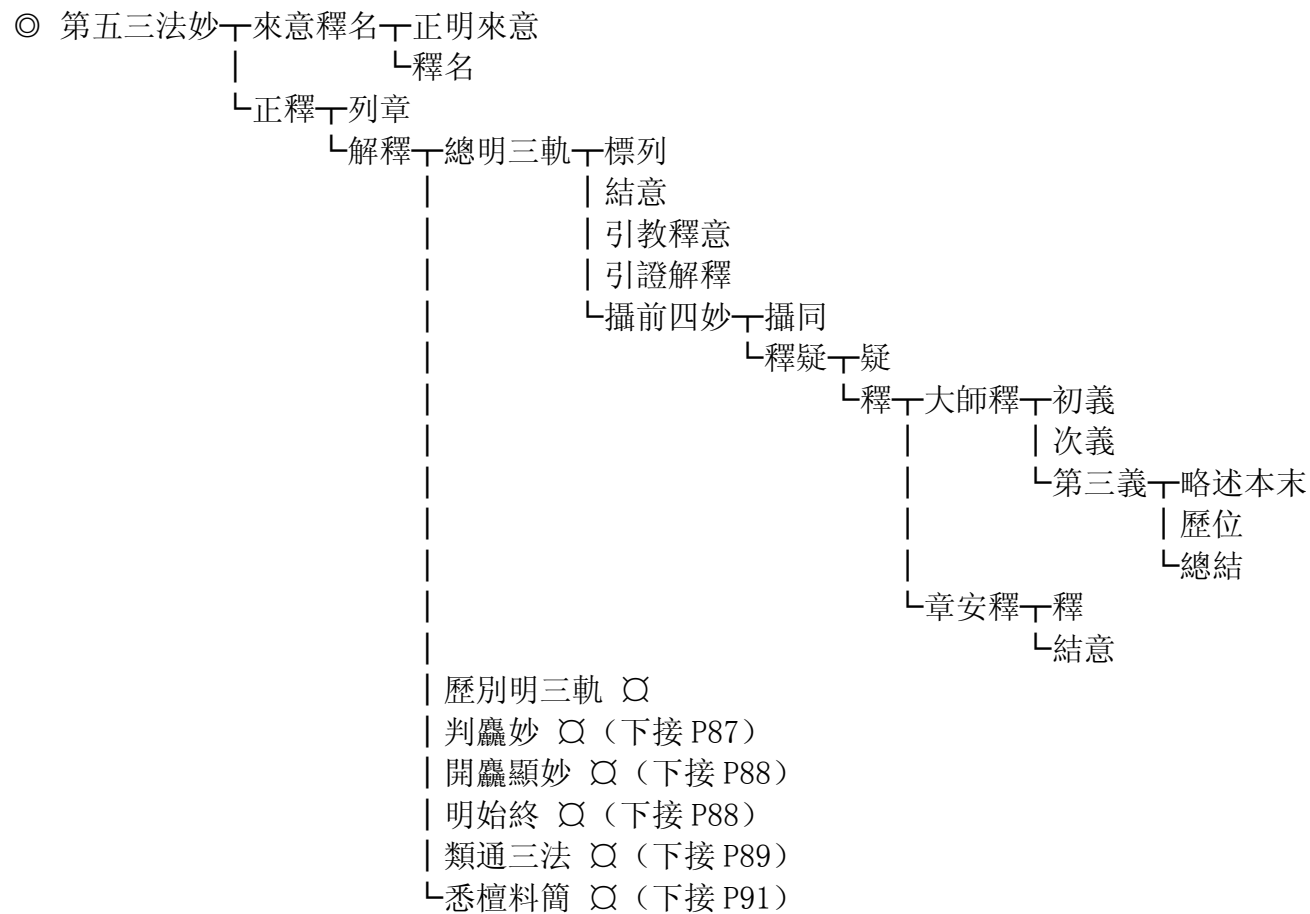 ◎ 第五三法妙┬來意釋名┬正明來意
│ └釋名
└正釋┬列章
└解釋┬總明三軌┬標列
│ │結意
│ │引教釋意
│ │引證解釋
│ └攝前四妙┬攝同
│ └釋疑┬疑
│ └釋┬大師釋┬初義
│ │ │次義
│ │ └第三義┬略述本末
│ │ │歷位
│ │ └總結
│ └章安釋┬釋
│ └結意
│歷別明三軌 ¤
│判麤妙 ¤（下接 P87）
│開麤顯妙 ¤（下接 P88）
│明始終 ¤（下接 P88）
│類通三法 ¤（下接 P89）
└悉檀料簡 ¤（下接 P91）